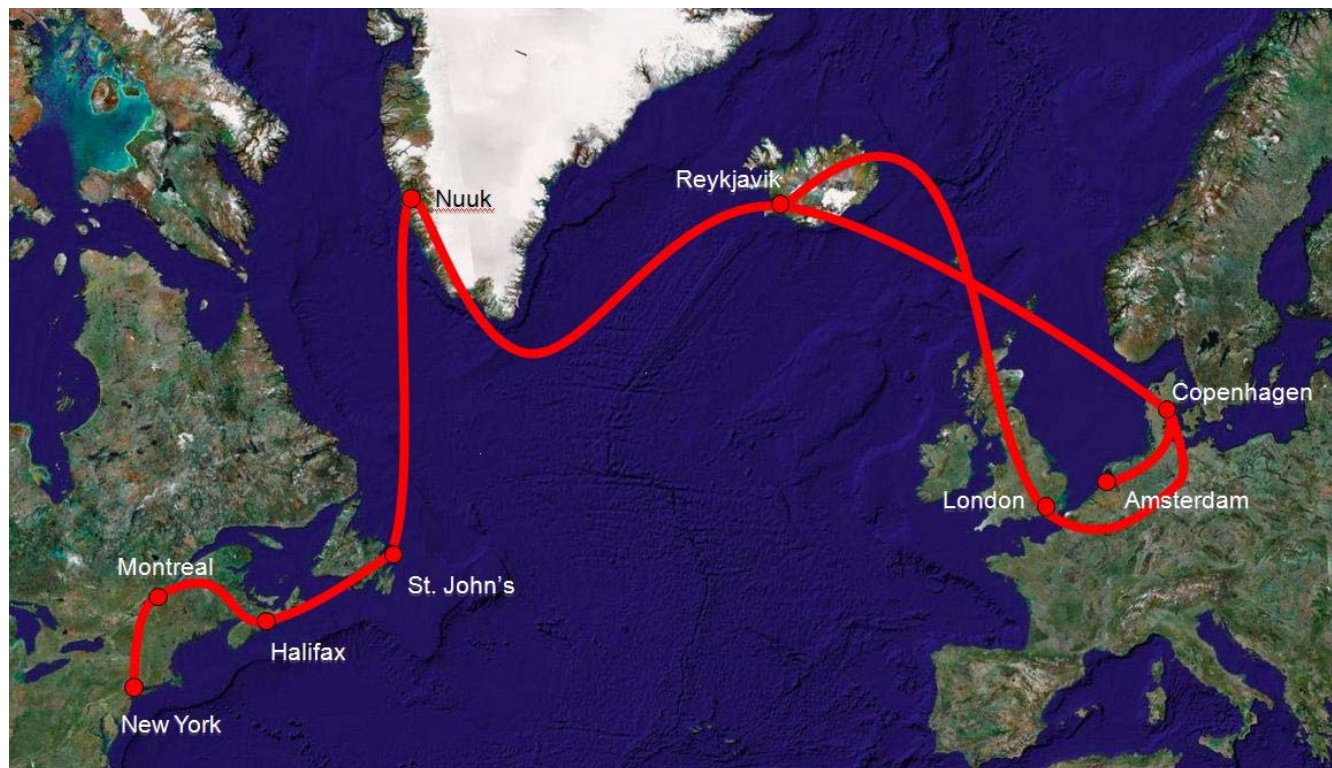 Reykjavik
Nuuk
Copenhagen
London
Amsterdam
Montreal
St. John’s
Halifax
New York